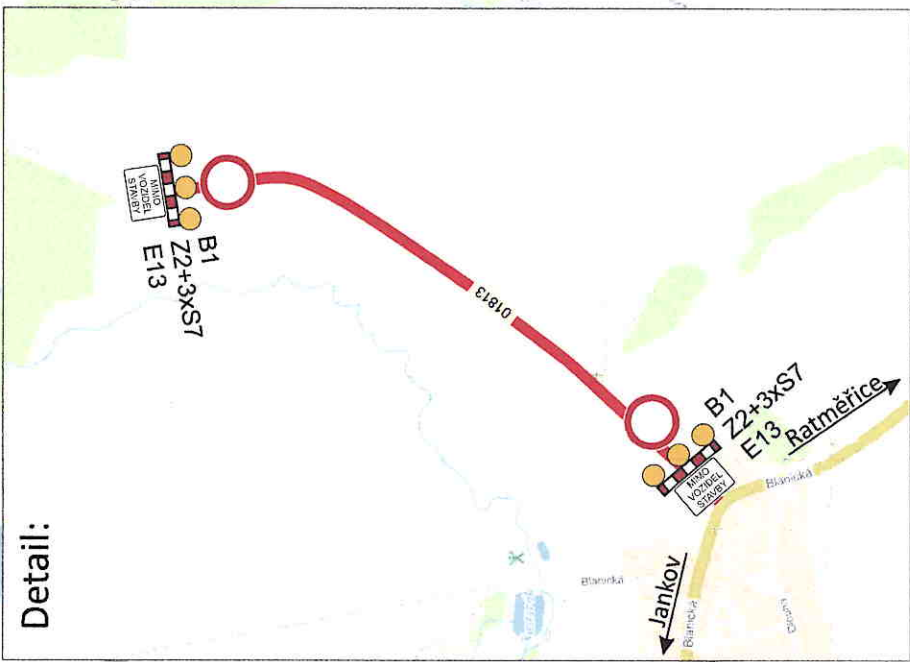 Detail:
MIMO
VOZIDEL
STAVBY
B1
Z2+3xS7
E13
01813
B1
Z2+3xS7
E13
MIMO
VOZIDEL
STAVBY
Ratměřice
Jankov
Blanická
Blanická
Blanická